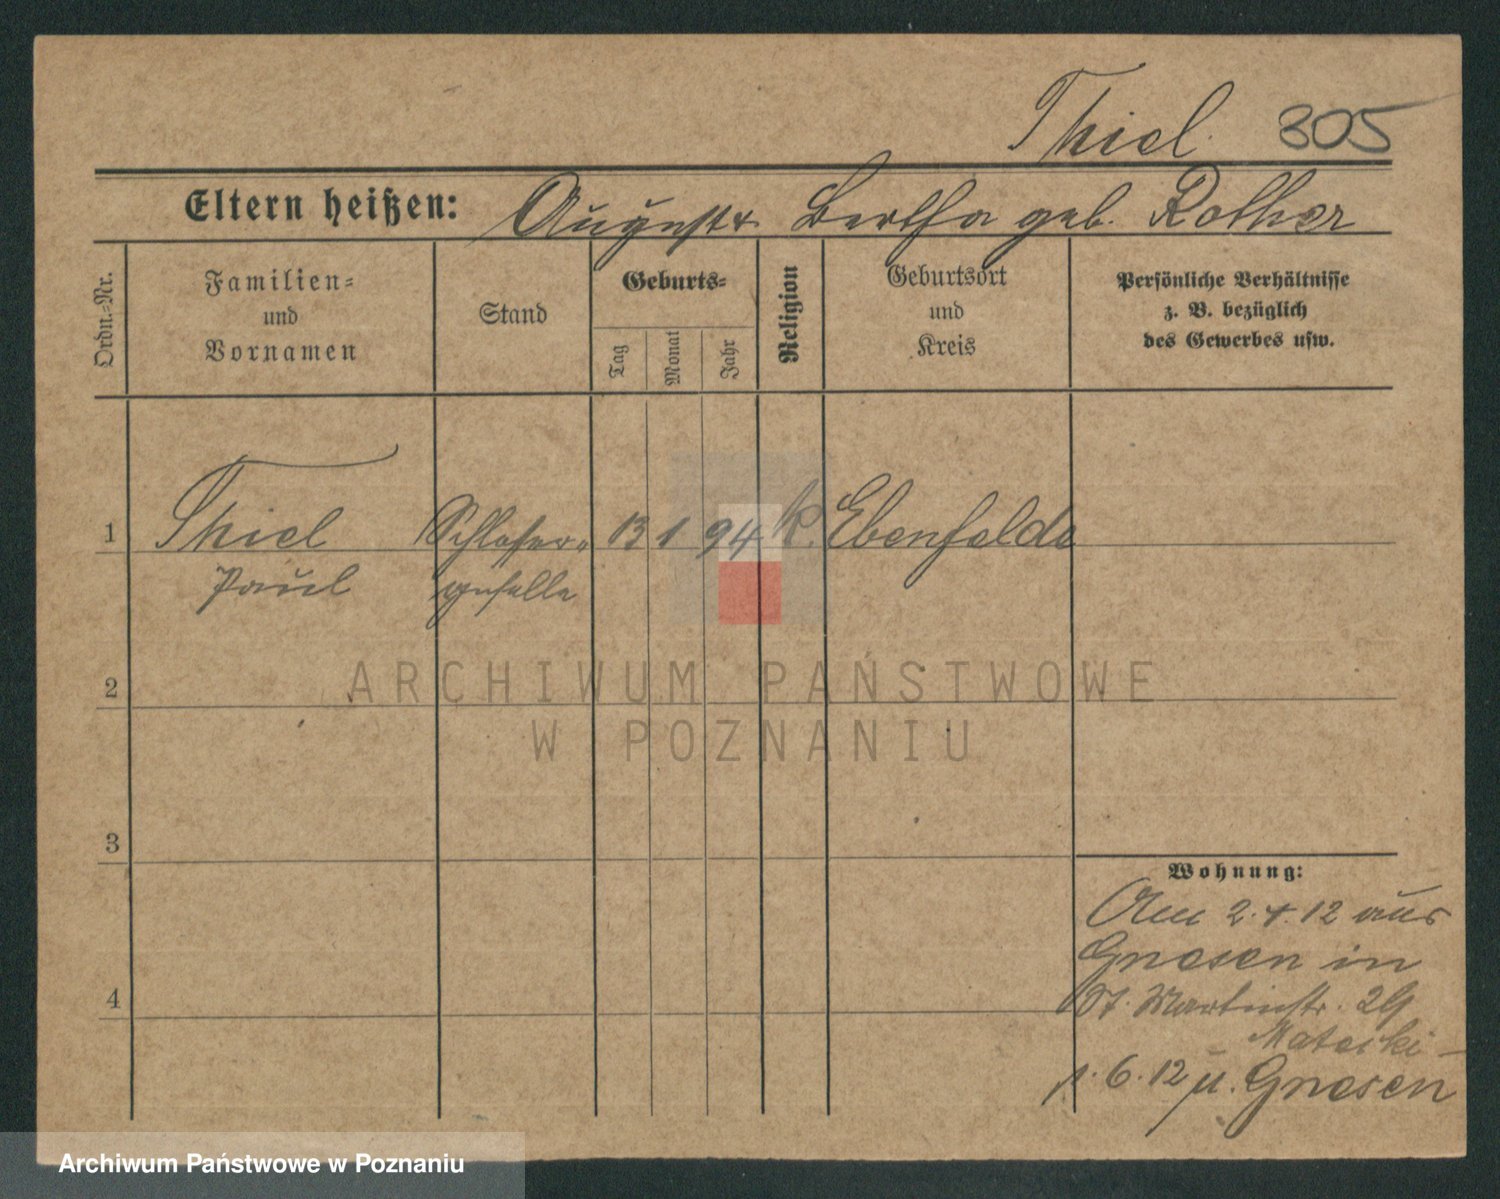 Thiel. 305
Eltern heißen: August u. Bertha geb. Rother
Ordn.=Nr.
Familien=
und
Vornamen
Stand
Geburts=
Tag
Monat
Jahr
Religion
Geburtsort
und
Kreis
Persönliche Verhältnisse
z. B. bezüglich
des Gewerbes usw.
1 Thiel Schlosser= 13 1 94 k. Ebenfelde
Paul geselle
2
ARCHIWUM PAŃSTWOWE
W POZNANIU
3
Wohnung:
Am 2.4.12 aus
Gnesen in
4 St. Martinstr. 29
Mateski
1.6.12 n. Gnesen
Archiwum Państwowe w Poznaniu